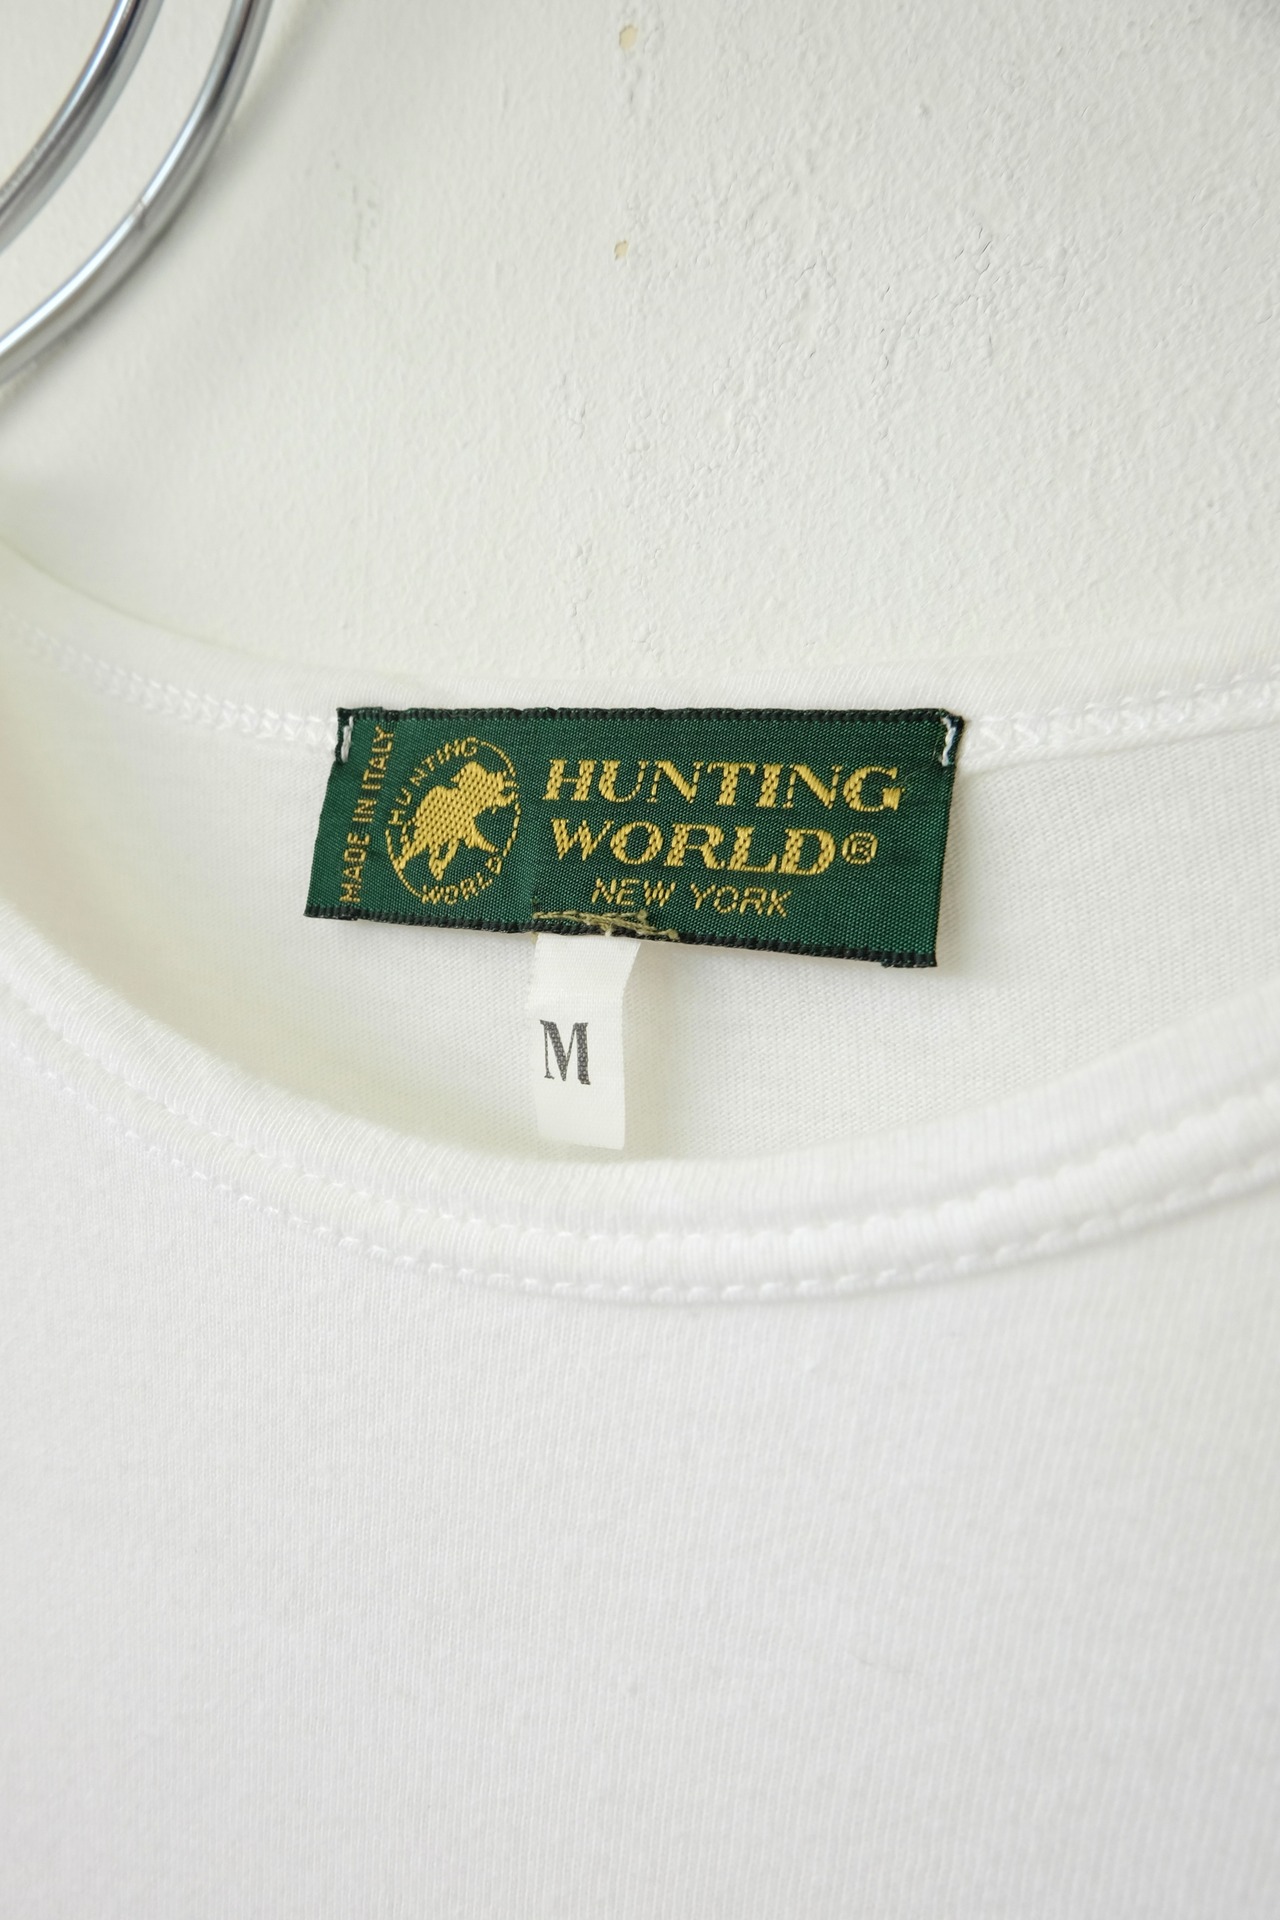 MADE IN ITALY
HUNTING
WORLD
HUNTING
WORLD®
NEW YORK
M